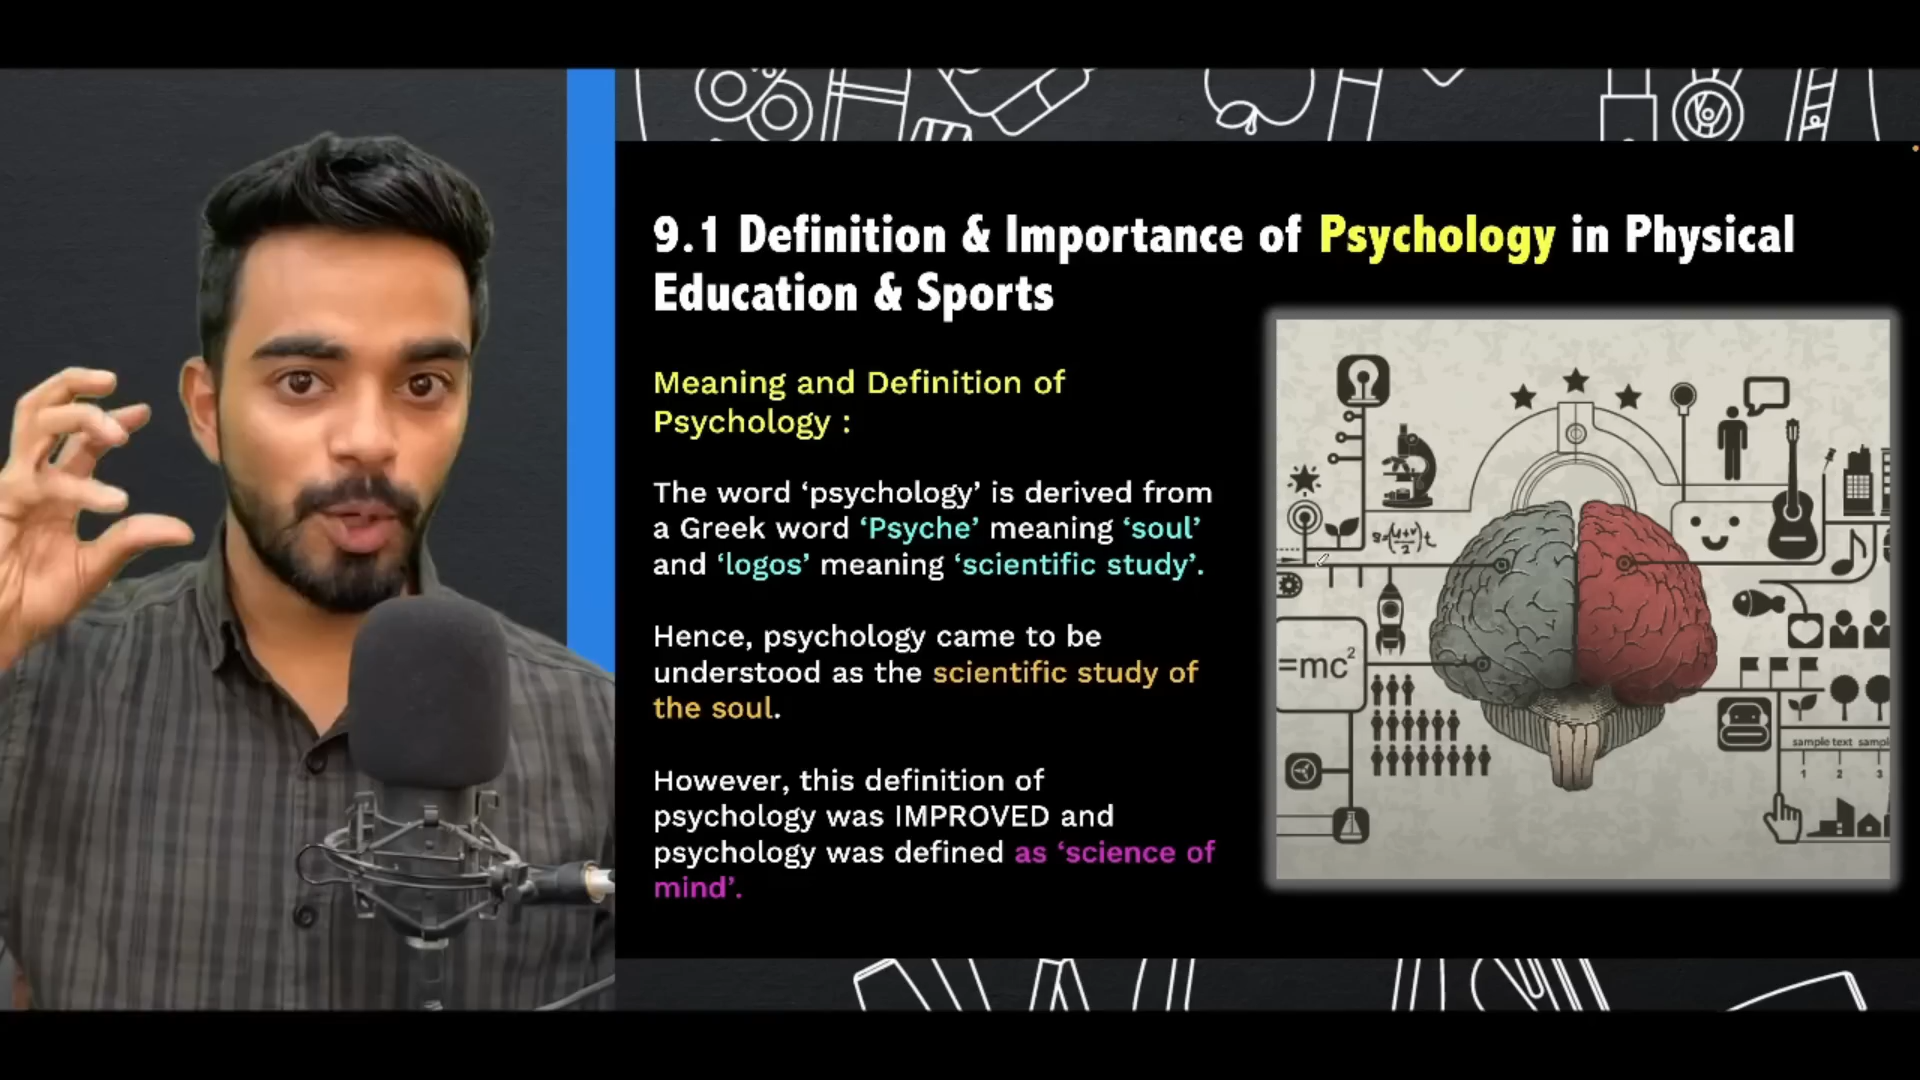 9.1 Definition & Importance of Psychology in Physical
Education & Sports
Meaning and Definition of
Psychology :
The word ‘psychology’ is derived from
a Greek word ‘Psyche’ meaning ‘soul’
and ‘logos’ meaning ‘scientific study’.
Hence, psychology came to be
understood as the scientific study of
the soul.
However, this definition of
psychology was IMPROVED and
psychology was defined as ‘science of
mind’.
s=(u+v/2)t
=mc²
sample text sampl
1 2 3